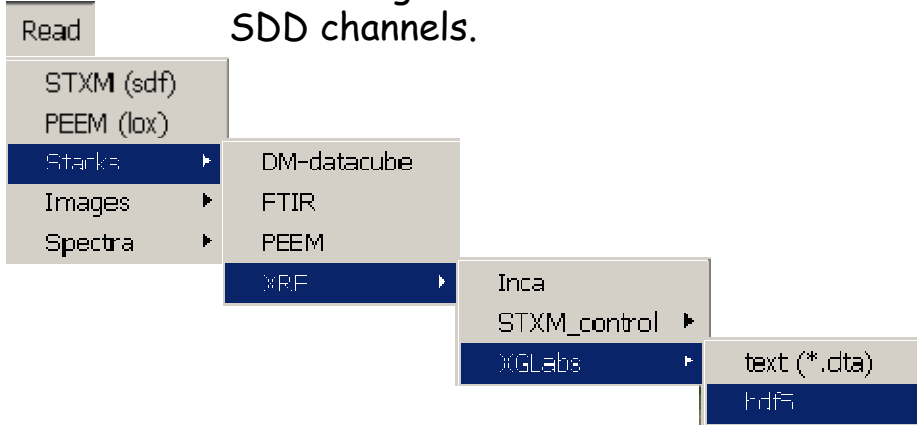 SDD channels.
Read
STXM (sdf)
PEEM (lox)
Stacks
Images
Spectra
DM-datacube
FTIR
PEEM
XRF
Inca
STXM_control
XGLabs
text (*.dta)
hdf5